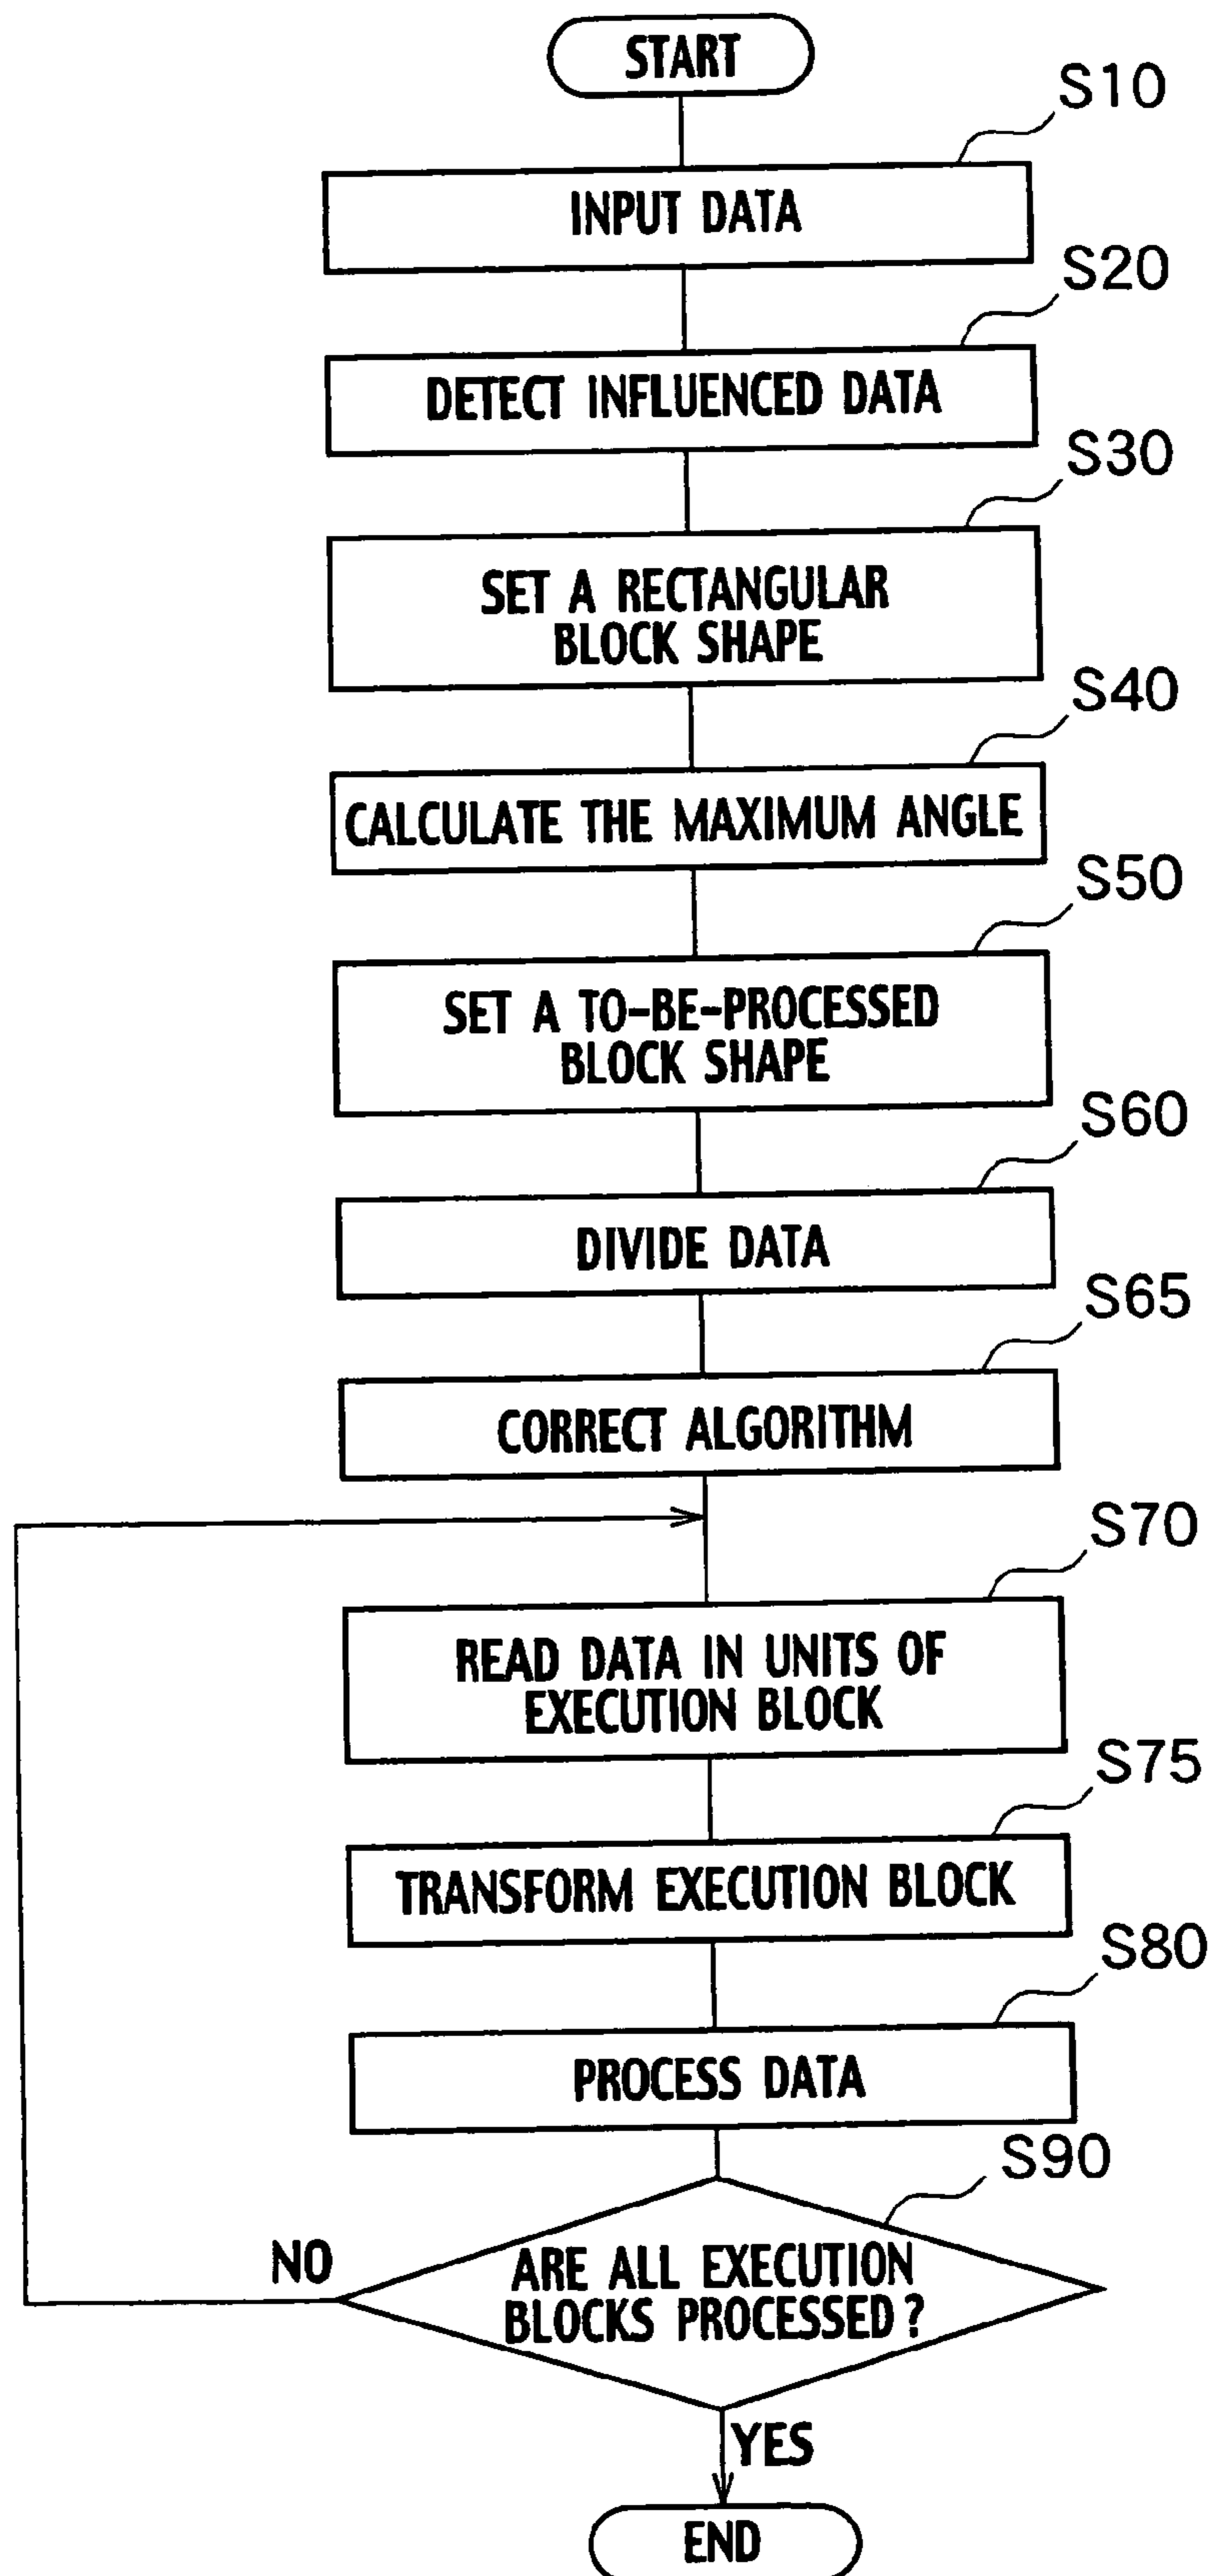 START
S10
INPUT DATA
S20
DETECT INFLUENCED DATA
S30
SET A RECTANGULAR
BLOCK SHAPE
S40
CALCULATE THE MAXIMUM ANGLE
S50
SET A TO-BE-PROCESSED
BLOCK SHAPE
S60
DIVIDE DATA
S65
CORRECT ALGORITHM
S70
READ DATA IN UNITS OF
EXECUTION BLOCK
S75
TRANSFORM EXECUTION BLOCK
S80
PROCESS DATA
S90
NO
ARE ALL EXECUTION
BLOCKS PROCESSED?
YES
END